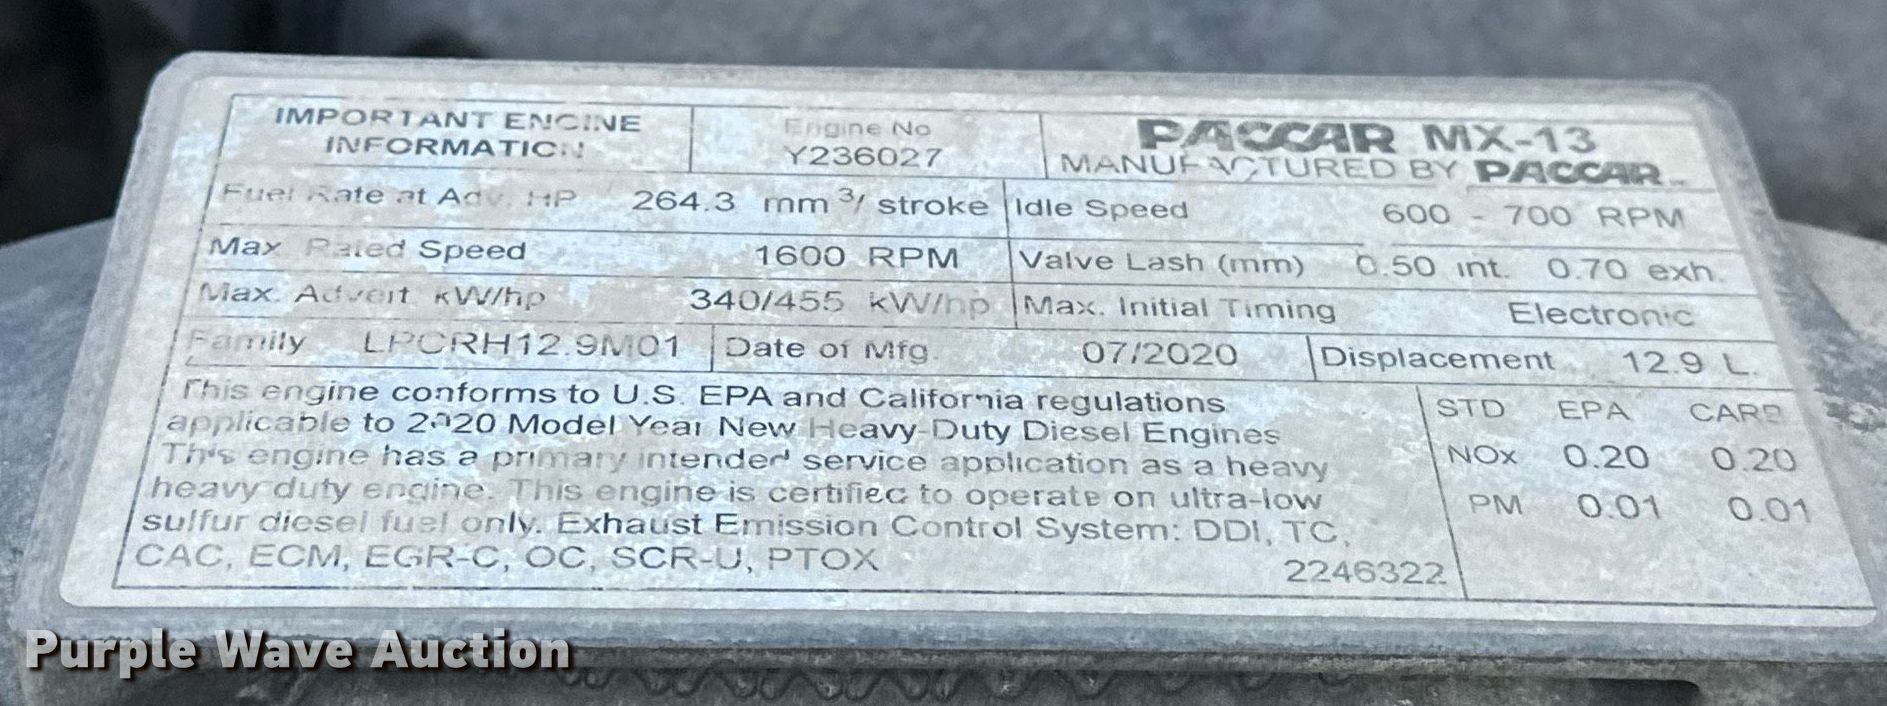 IMPORTANT ENGINE
INFORMATION
Engine No
Y236027
PACCAR MX-13
MANUFACTURED BY PACCAR
Fuel Rate at Adv. HP 264.3 mm³/ stroke
Idle Speed 600 - 700 RPM
Max Rated Speed 1600 RPM
Valve Lash (mm) 0.50 int. 0.70 exh.
Max. Advert kW/hp 340/455 kW/hp
Max. Initial Timing Electronic
Family LPCRH12.9M01
Date of Mfg. 07/2020
Displacement 12.9 L.
This engine conforms to U.S. EPA and California regulations
applicable to 2020 Model Year New Heavy-Duty Diesel Engines
This engine has a primary intended service application as a heavy
heavy duty engine. This engine is certified to operate on ultra-low
sulfur diesel fuel only. Exhaust Emission Control System: DDI, TC,
CAC, ECM, EGR-C, OC, SCR-U, PTOX
2246322
STD EPA CARB
NOx 0.20 0.20
PM 0.01 0.01
Purple Wave Auction